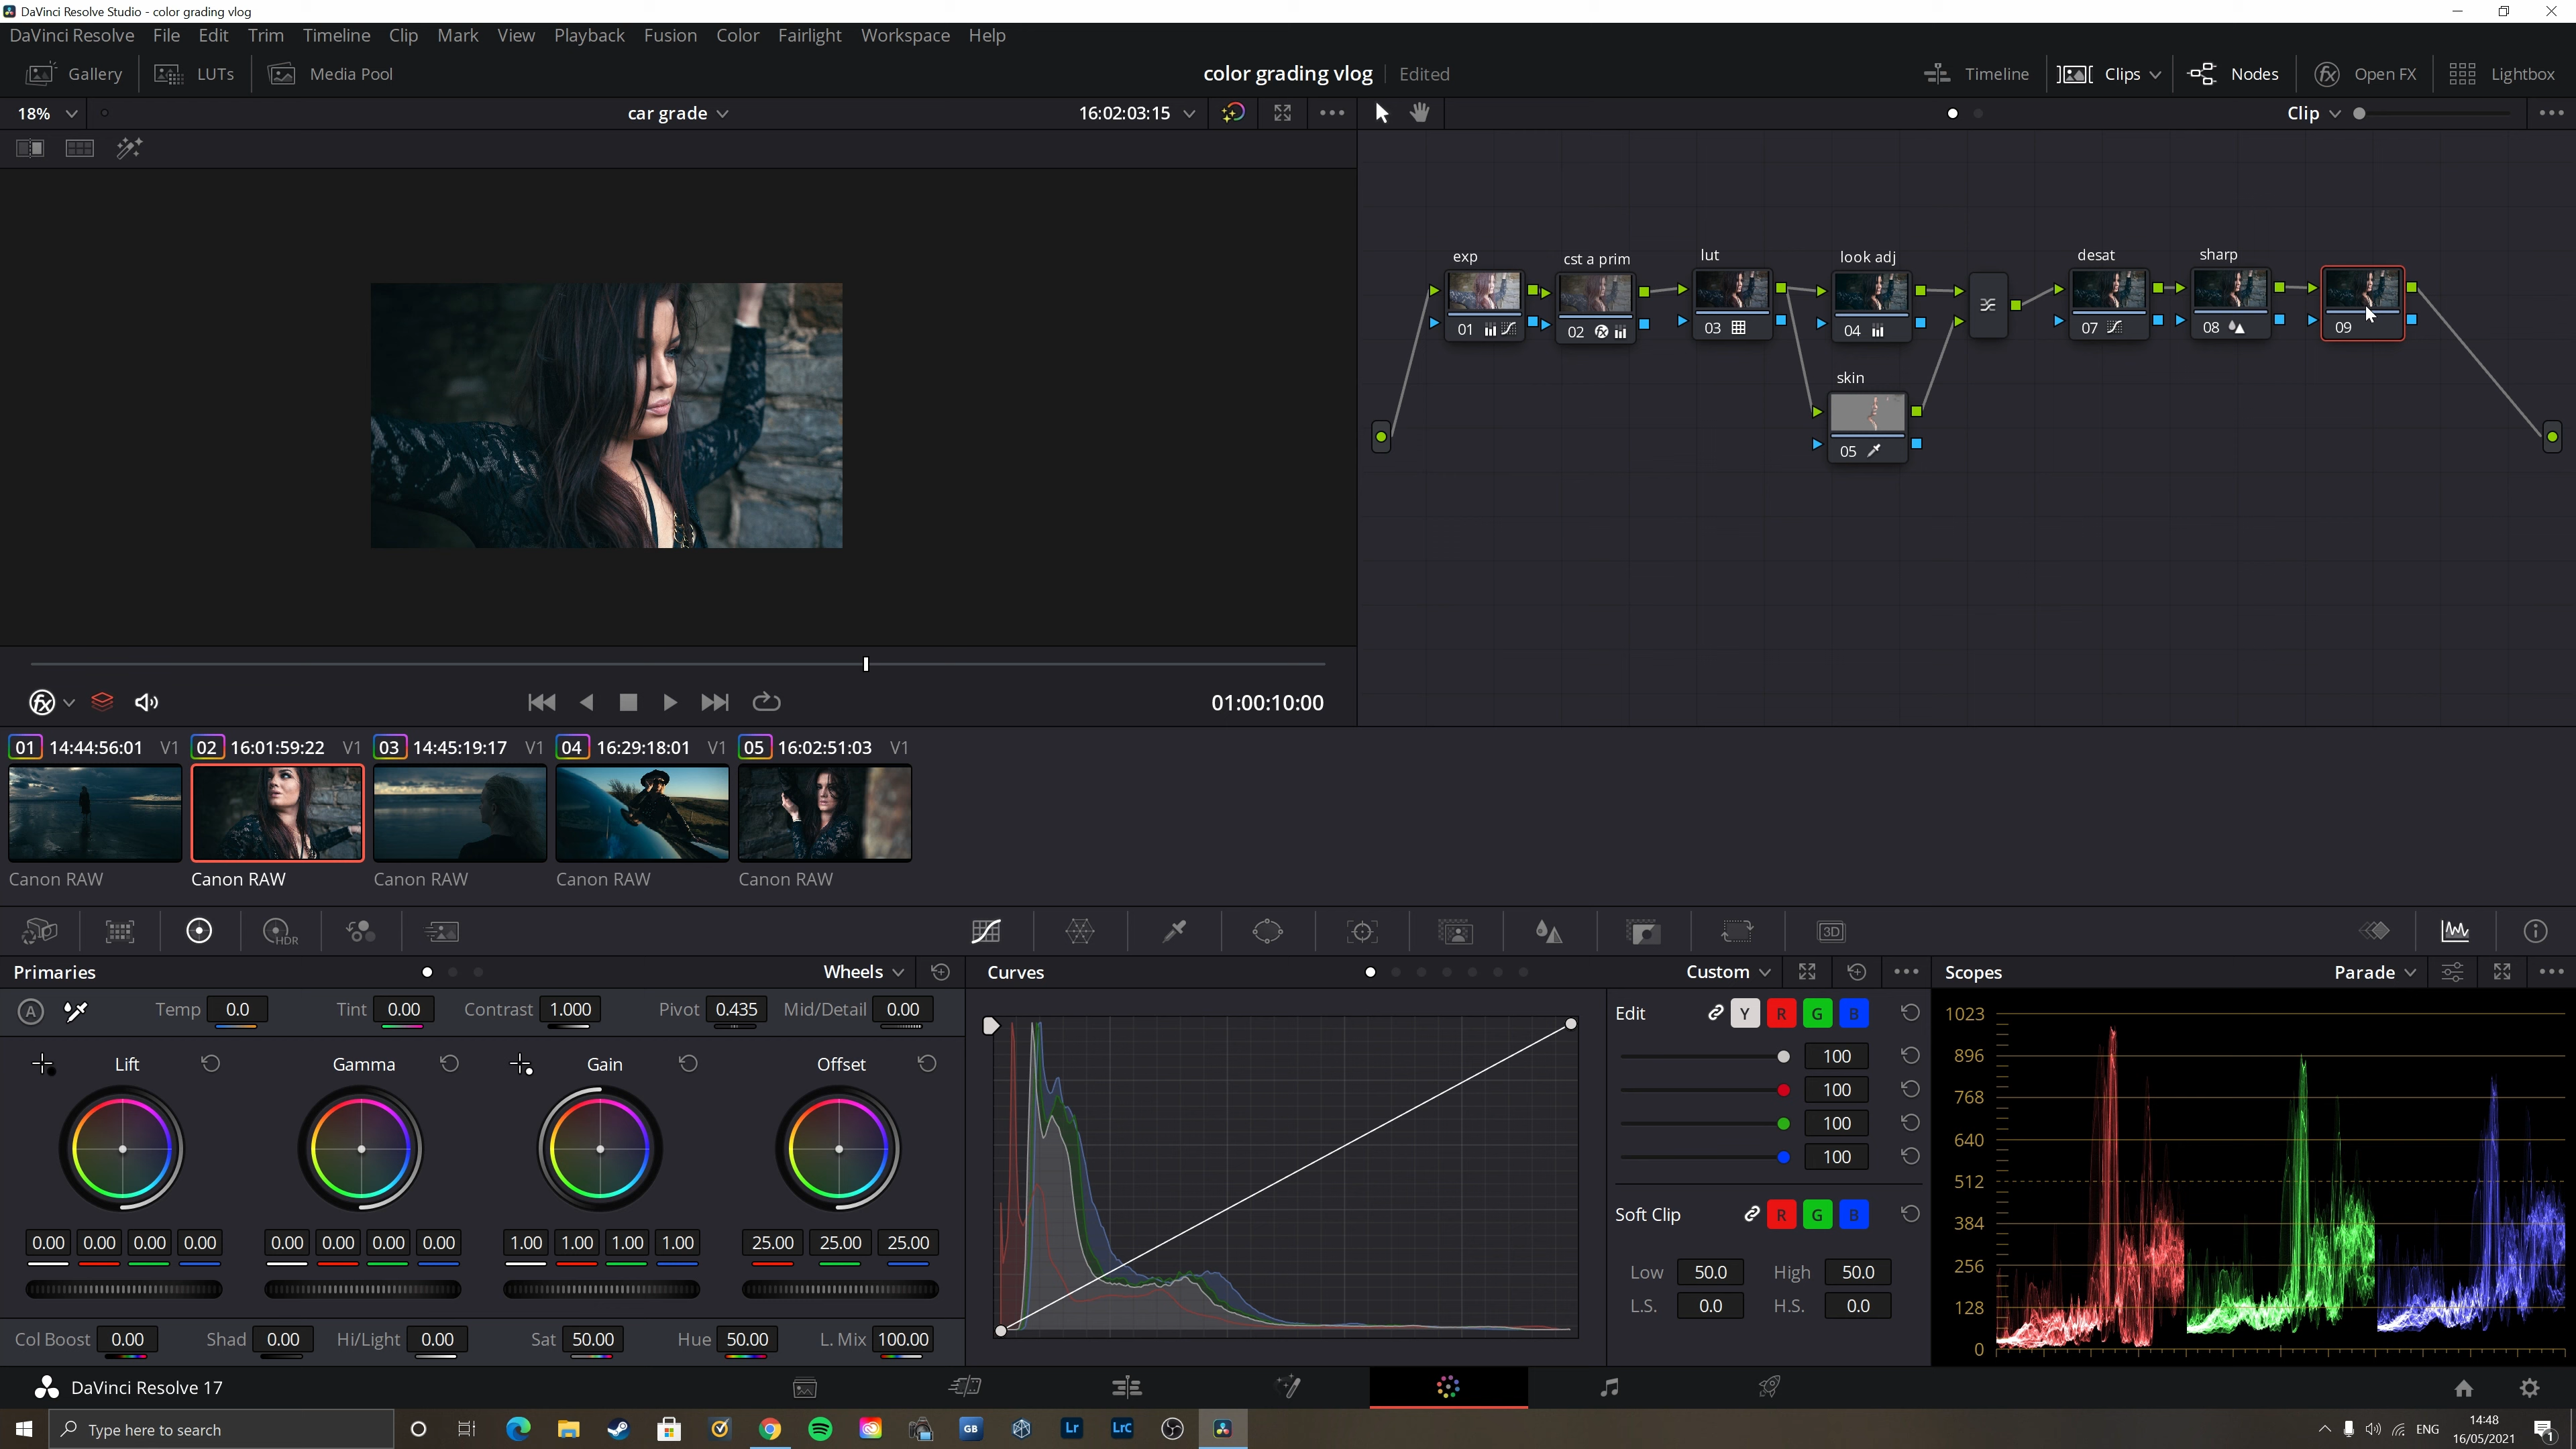 DaVinci Resolve Studio - color grading vlog
DaVinci Resolve File Edit Trim Timeline Clip Mark View Playback Fusion Color Fairlight Workspace Help
Gallery LUTs Media Pool color grading vlog Edited Timeline Clips Nodes Open FX Lightbox
18% car grade 16:02:03:15 Clip
exp cst a prim lut look adj desat sharp
01 02 03 04 07 08 09
skin
05
01:00:10:00
01 14:44:56:01 V1 02 16:01:59:22 V1 03 14:45:19:17 V1 04 16:29:18:01 V1 05 16:02:51:03 V1
Canon RAW Canon RAW Canon RAW Canon RAW Canon RAW
HDR 3D
Primaries Wheels Curves Custom Scopes Parade
A Temp 0.0 Tint 0.00 Contrast 1.000 Pivot 0.435 Mid/Detail 0.00
Lift Gamma Gain Offset
0.00 0.00 0.00 0.00 0.00 0.00 0.00 0.00 1.00 1.00 1.00 1.00 25.00 25.00 25.00
Col Boost 0.00 Shad 0.00 Hi/Light 0.00 Sat 50.00 Hue 50.00 L. Mix 100.00
Edit Y R G B
100
100
100
100
Soft Clip R G B
Low 50.0 High 50.0
L.S. 0.0 H.S. 0.0
1023
896
768
640
512
384
256
128
0
DaVinci Resolve 17
Type here to search GB Lr LrC ENG
14:48
16/05/2021
1